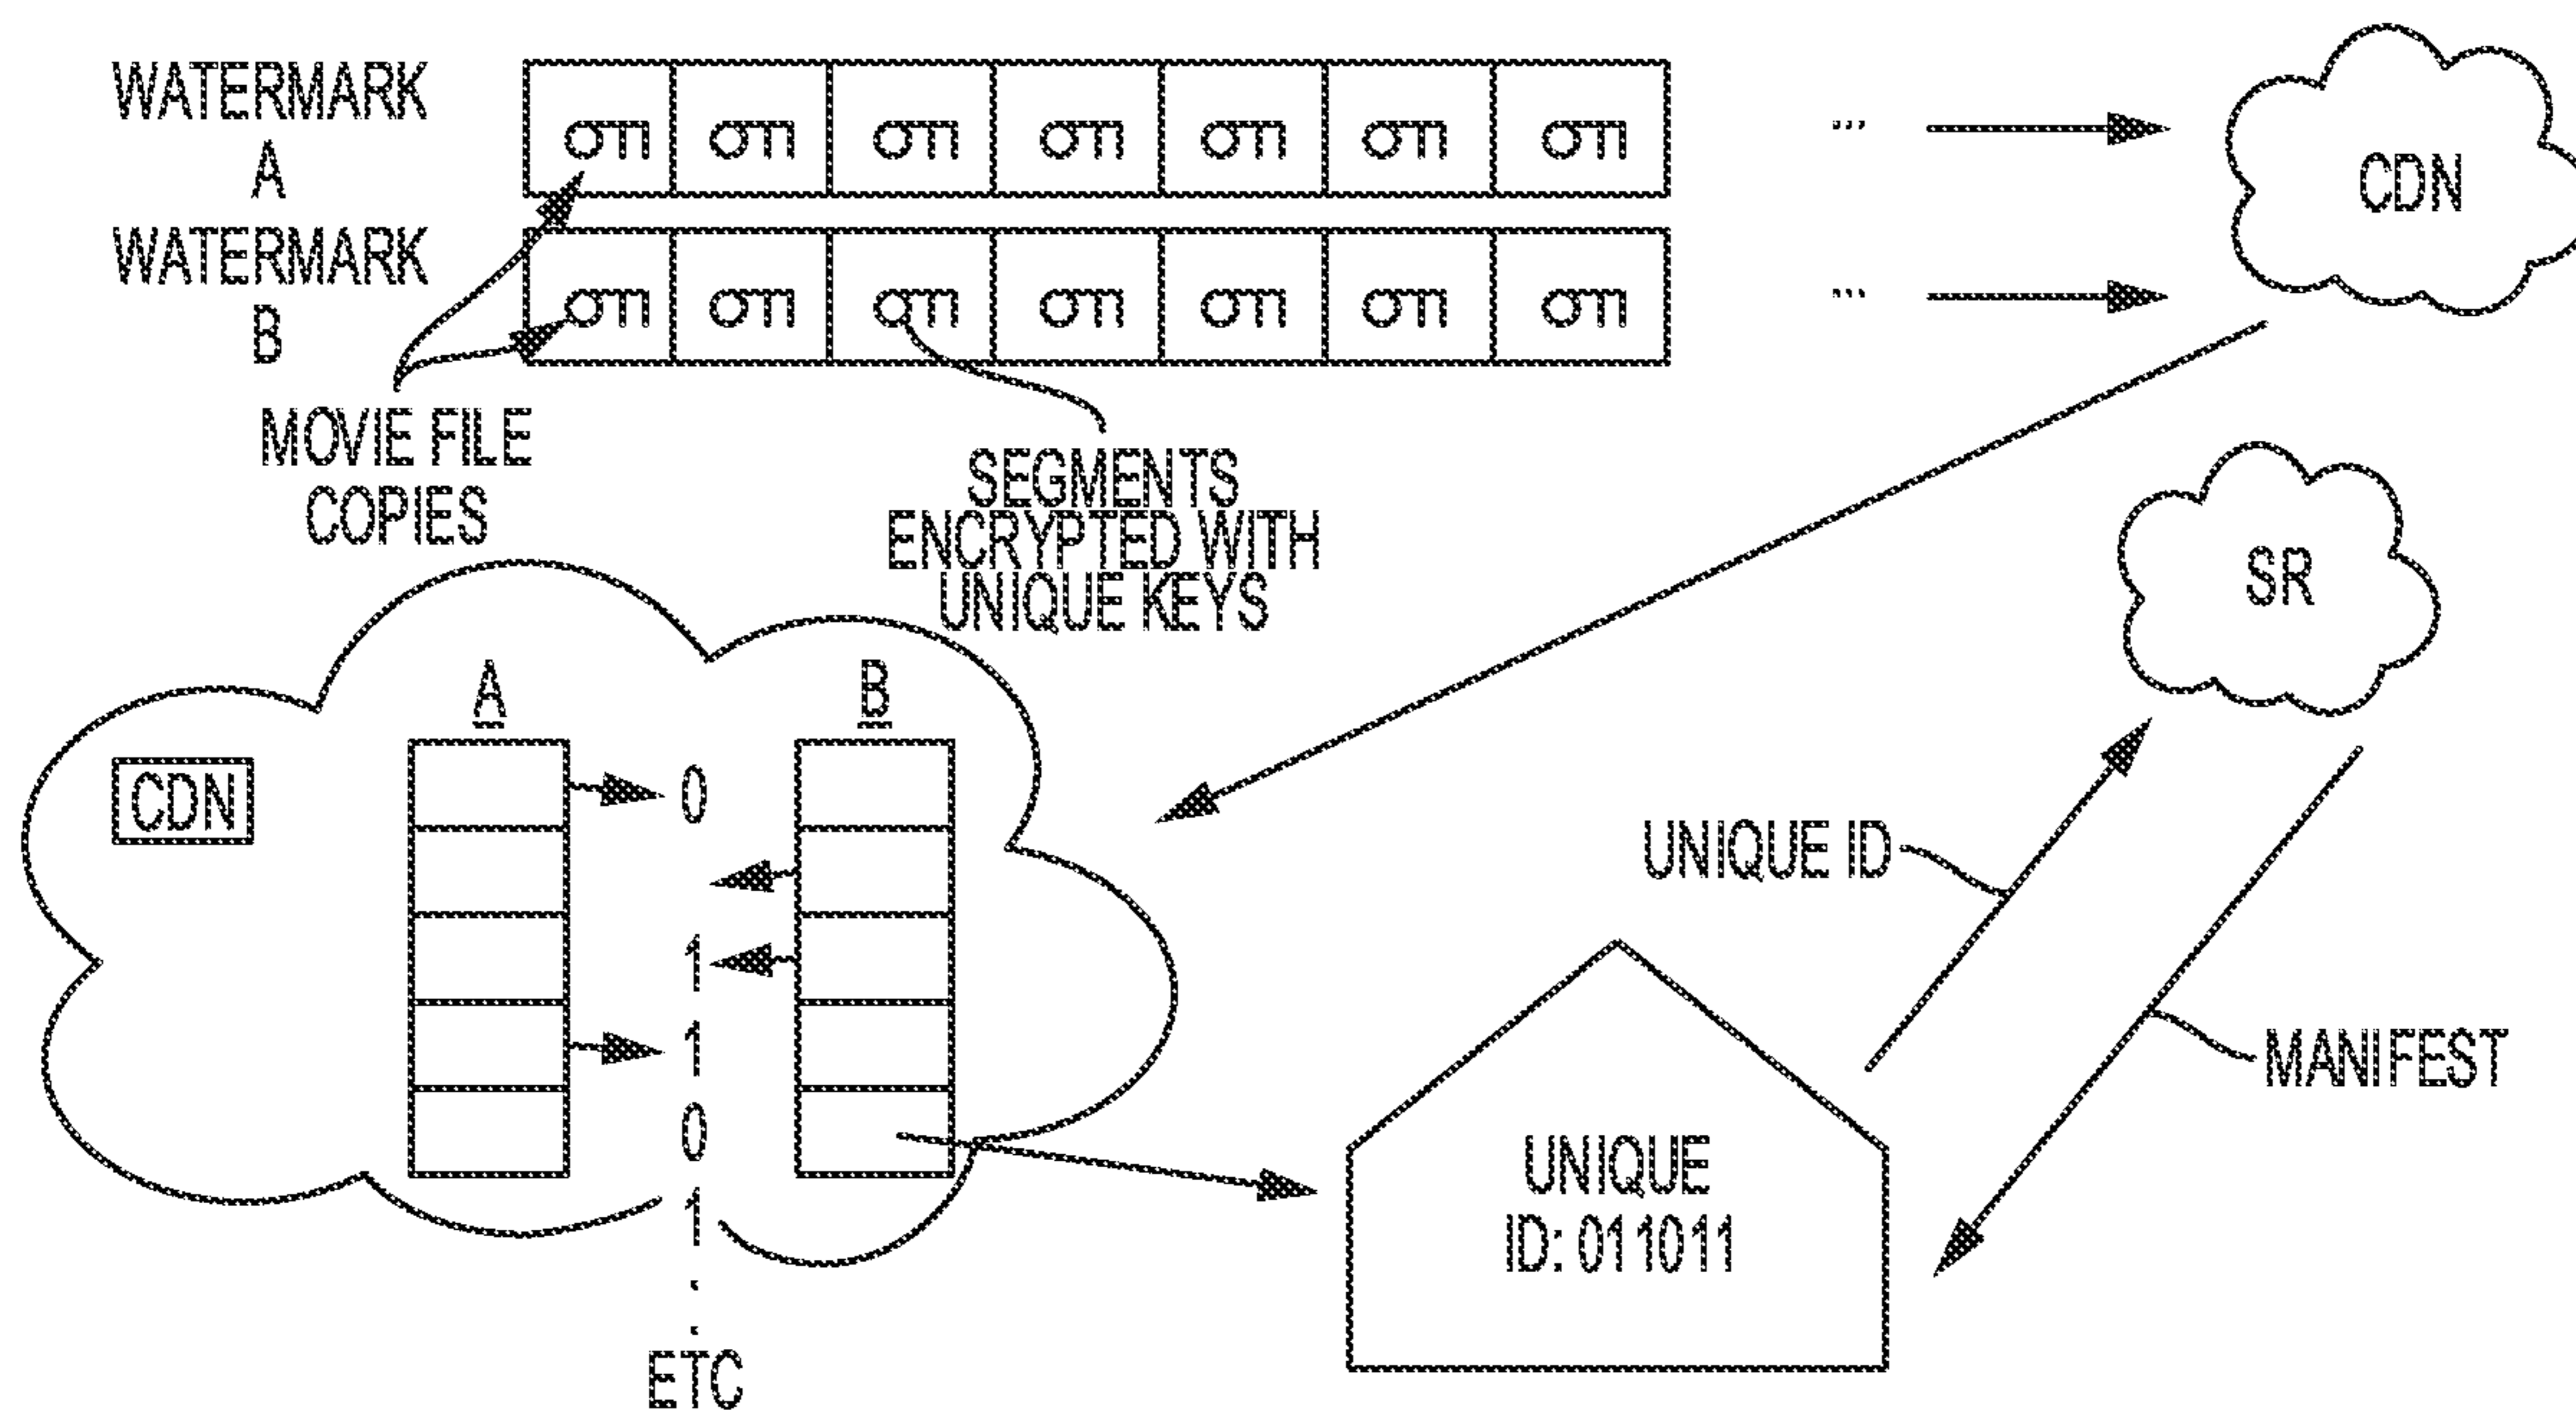 WATERMARK
A
WATERMARK
B
...
CDN
...
MOVIE FILE
COPIES
SEGMENTS
ENCRYPTED WITH
UNIQUE KEYS
SR
A
B
CDN
0
1
1
0
1
.
.
ETC
UNIQUE ID
MANIFEST
UNIQUE
ID: 011011